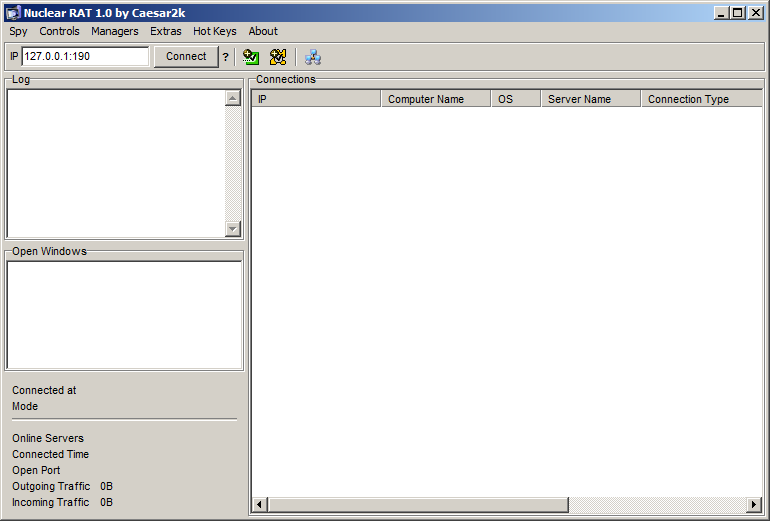 Nuclear RAT 1.0 by Caesar2k
Spy Controls Managers Extras Hot Keys About
IP 127.0.0.1:190 Connect ?
Log
Connections
IP Computer Name OS Server Name Connection Type
Open Windows
Connected at
Mode
Online Servers
Connected Time
Open Port
Outgoing Traffic 0B
Incoming Traffic 0B